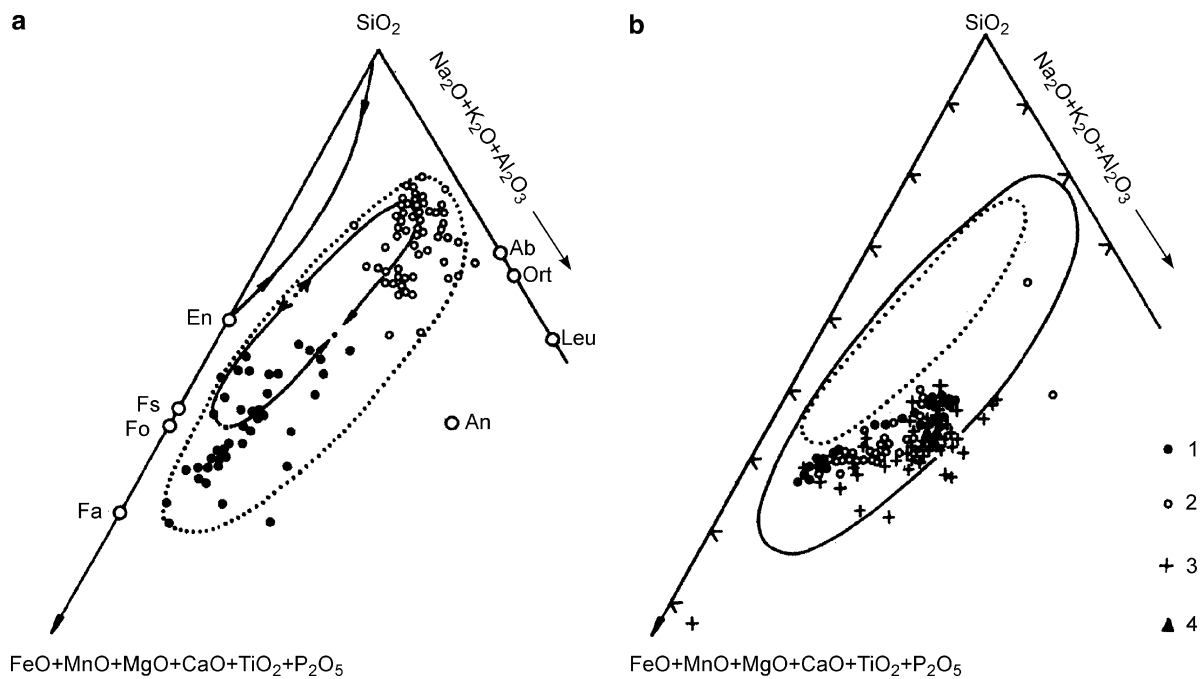 a
SiO₂
Na₂O+K₂O+Al₂O₃
Ab
Ort
En
Leu
Fs
Fo
An
Fa
FeO+MnO+MgO+CaO+TiO₂+P₂O₅
b
SiO₂
Na₂O+K₂O+Al₂O₃
1
2
3
4
FeO+MnO+MgO+CaO+TiO₂+P₂O₅